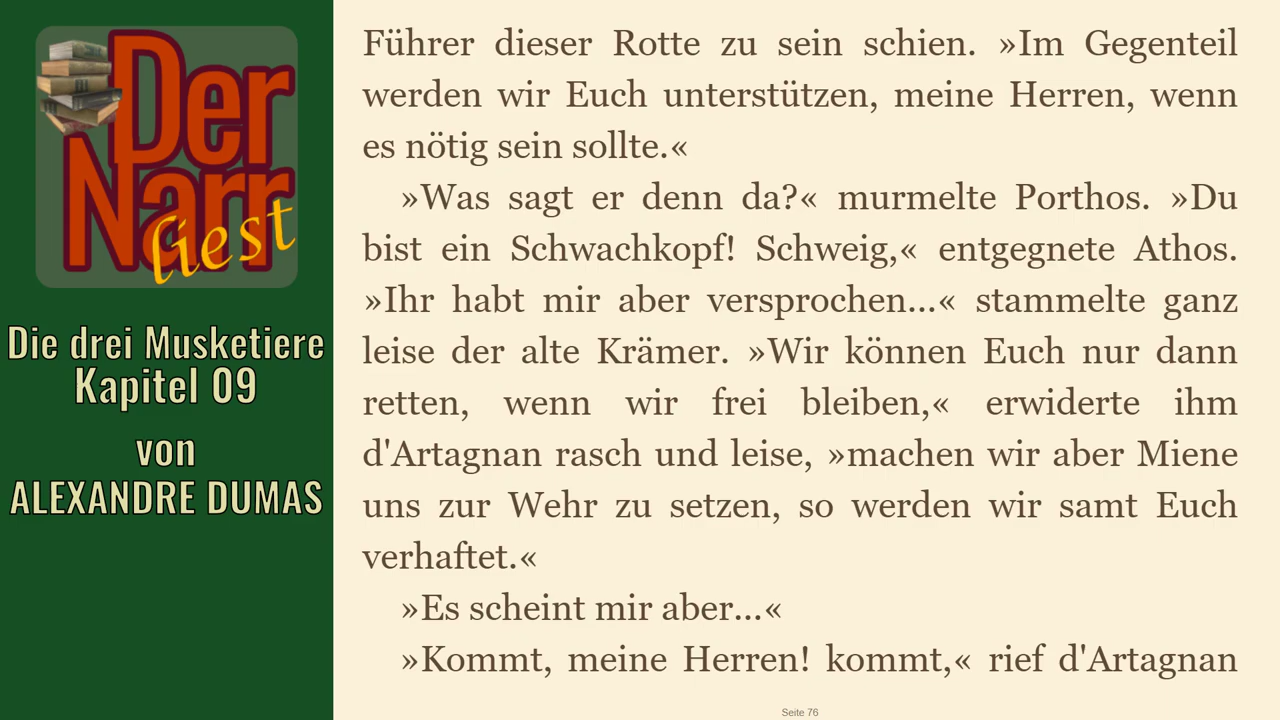 Der
Narr
liest
Die drei Musketiere
Kapitel 09
von
ALEXANDRE DUMAS
Führer dieser Rotte zu sein schien. »Im Gegenteil
werden wir Euch unterstützen, meine Herren, wenn
es nötig sein sollte.«
»Was sagt er denn da?« murmelte Porthos. »Du
bist ein Schwachkopf! Schweig,« entgegnete Athos.
»Ihr habt mir aber versprochen...« stammelte ganz
leise der alte Krämer. »Wir können Euch nur dann
retten, wenn wir frei bleiben,« erwiderte ihm
d'Artagnan rasch und leise, »machen wir aber Miene
uns zur Wehr zu setzen, so werden wir samt Euch
verhaftet.«
»Es scheint mir aber...«
»Kommt, meine Herren! kommt,« rief d'Artagnan
Seite 76